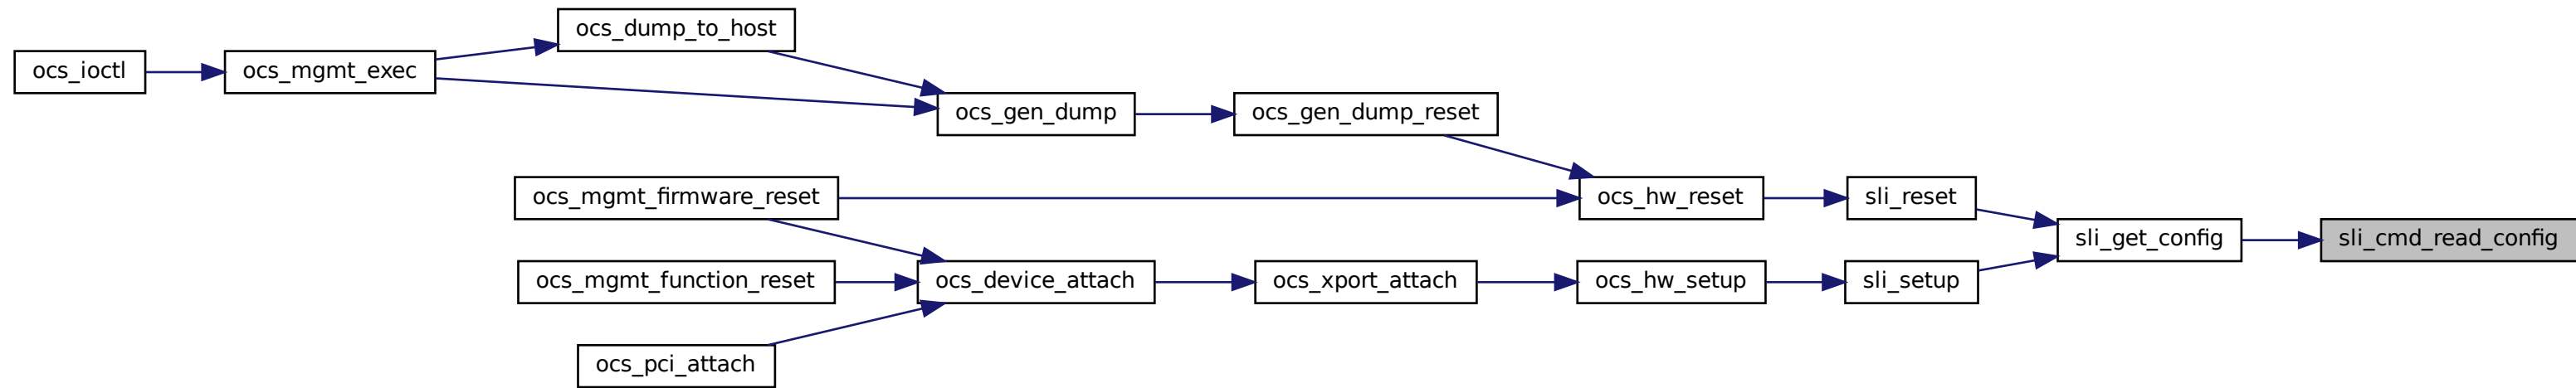 ocs_dump_to_host
ocs_ioctl
ocs_mgmt_exec
ocs_gen_dump
ocs_gen_dump_reset
ocs_mgmt_firmware_reset
ocs_hw_reset
sli_reset
sli_get_config
sli_cmd_read_config
ocs_mgmt_function_reset
ocs_device_attach
ocs_xport_attach
ocs_hw_setup
sli_setup
ocs_pci_attach